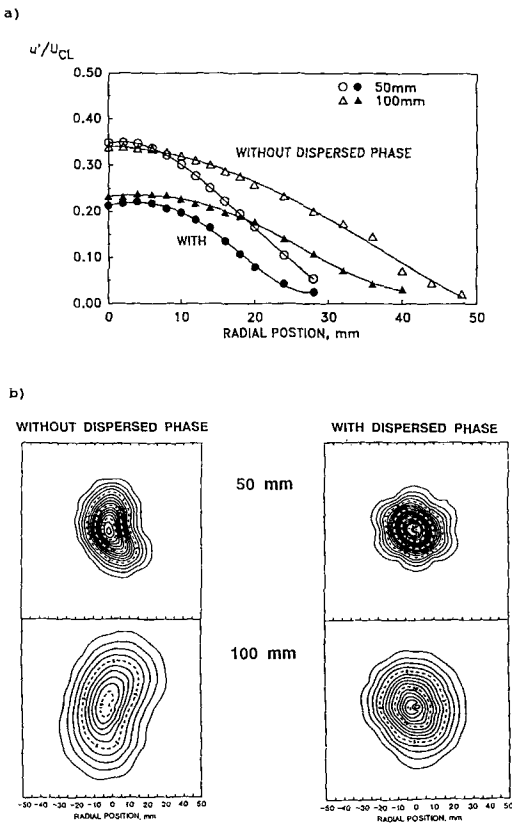 a)
u'/UCL
0.50
0.40
0.30
0.20
0.10
0.00
○ ● 50mm
△ ▲ 100mm
WITHOUT DISPERSED PHASE
WITH
0 10 20 30 40 50
RADIAL POSTION, mm
b)
WITHOUT DISPERSED PHASE WITH DISPERSED PHASE
50 mm
100 mm
-50 -40 -30 -20 -10 0 10 20 30 40 50
RADIAL POSITION, mm
-50 -40 -30 -20 -10 0 10 20 30 40 50
RADIAL POSITION, mm